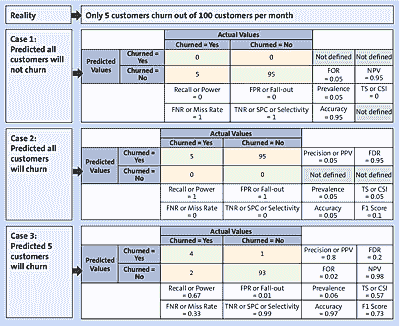 Reality
Only 5 customers churn out of 100 customers per month
Case 1:
Predicted all
customers will
not churn
Actual Values
Churned = Yes
Churned = No
Predicted
Values
Churned =
Yes
0
0
Not defined
Not defined
Churned =
No
5
95
FOR
= 0.05
NPV
= 0.95
Recall or Power
= 0
FPR or Fall-out
= 0
Prevalence
= 0.05
TS or CSI
= 0
FNR or Miss Rate
= 1
TNR or SPC or Selectivity
= 1
Accuracy
= 0.95
Not defined
Case 2:
Predicted all
customers
will churn
Actual Values
Churned = Yes
Churned = No
Predicted
Values
Churned =
Yes
5
95
Precision or PPV
= 0.05
FDR
= 0.95
Churned =
No
0
0
Not defined
Not defined
Recall or Power
= 1
FPR or Fall-out
= 1
Prevalence
= 0.05
TS or CSI
= 0.05
FNR or Miss Rate
= 0
TNR or SPC or Selectivity
= 0
Accuracy
= 0.05
F1 Score
= 0.1
Case 3:
Predicted 5
customers
will churn
Actual Values
Churned = Yes
Churned = No
Predicted
Values
Churned =
Yes
4
1
Precision or PPV
= 0.8
FDR
= 0.2
Churned =
No
2
93
FOR
= 0.02
NPV
= 0.98
Recall or Power
= 0.67
FPR or Fall-out
= 0.01
Prevalence
= 0.06
TS or CSI
= 0.57
FNR or Miss Rate
= 0.33
TNR or SPC or Selectivity
= 0.99
Accuracy
= 0.97
F1 Score
= 0.73